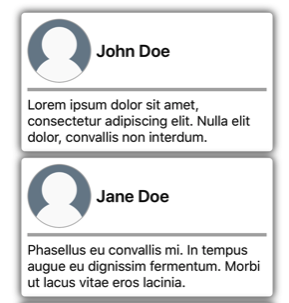 John Doe
Lorem ipsum dolor sit amet,
consectetur adipiscing elit. Nulla elit
dolor, convallis non interdum.
Jane Doe
Phasellus eu convallis mi. In tempus
augue eu dignissim fermentum. Morbi
ut lacus vitae eros lacinia.